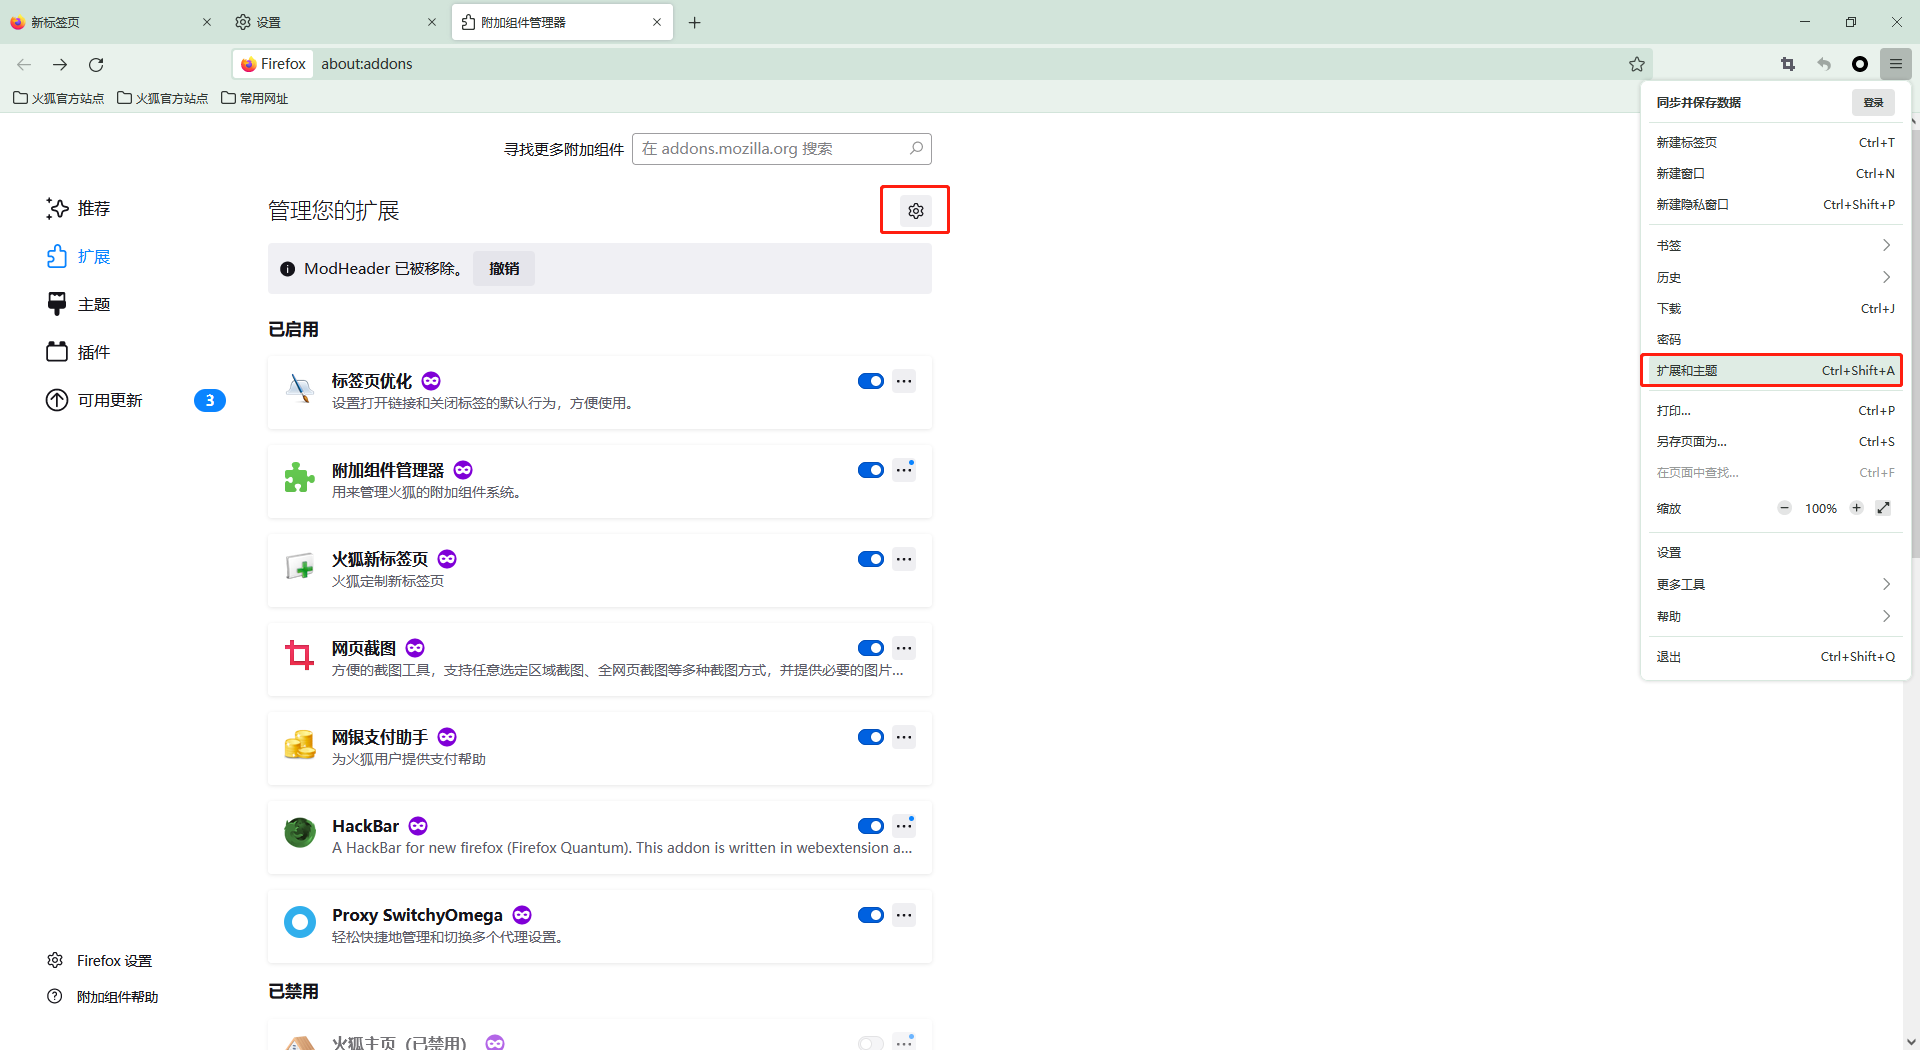 新标签页
设置
附加组件管理器
Firefox about:addons
火狐官方站点 火狐官方站点 常用网址
寻找更多附加组件 在 addons.mozilla.org 搜索
推荐
扩展
主题
插件
可用更新 3
Firefox 设置
附加组件帮助
管理您的扩展
ModHeader 已被移除。 撤销
已启用
标签页优化
设置打开链接和关闭标签的默认行为，方便使用。
附加组件管理器
用来管理火狐的附加组件系统。
火狐新标签页
火狐定制新标签页
网页截图
方便的截图工具，支持任意选定区域截图、全网页截图等多种截图方式，并提供必要的图片...
网银支付助手
为火狐用户提供支付帮助
HackBar
A HackBar for new firefox (Firefox Quantum). This addon is written in webextension a...
Proxy SwitchyOmega
轻松快捷地管理和切换多个代理设置。
已禁用
火狐主页（已禁用）
同步并保存数据 登录
新建标签页 Ctrl+T
新建窗口 Ctrl+N
新建隐私窗口 Ctrl+Shift+P
书签
历史
下载 Ctrl+J
密码
扩展和主题 Ctrl+Shift+A
打印... Ctrl+P
另存页面为... Ctrl+S
在页面中查找... Ctrl+F
缩放 100%
设置
更多工具
帮助
退出 Ctrl+Shift+Q